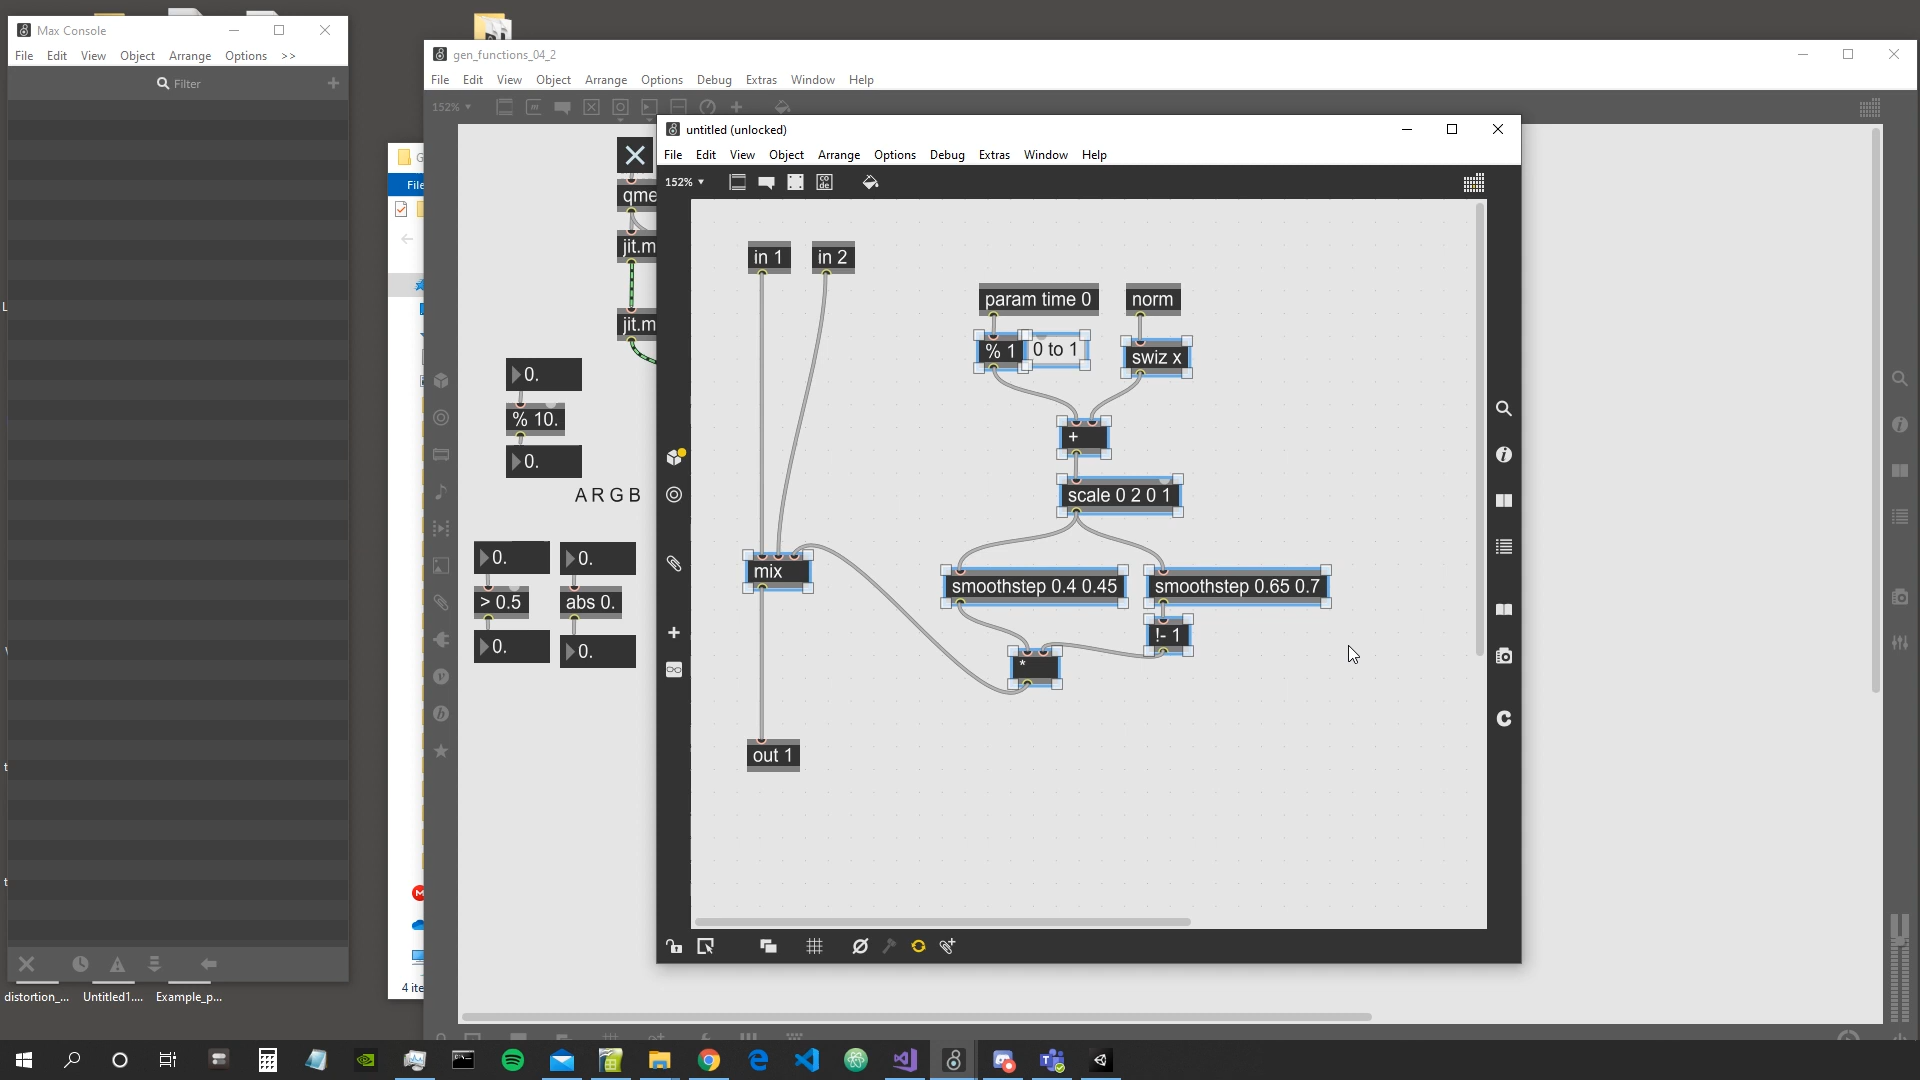 Max Console
File Edit View Object Arrange Options >>
Filter
gen_functions_04_2
File Edit View Object Arrange Options Debug Extras Window Help
152%
untitled (unlocked)
File Edit View Object Arrange Options Debug Extras Window Help
152%
File
qme
jit.m
jit.m
0.
% 10.
0.
A R G B
0.
0.
> 0.5
abs 0.
0.
0.
in 1
in 2
param time 0
norm
% 1
0 to 1
swiz x
+
scale 0 2 0 1
mix
smoothstep 0.4 0.45
smoothstep 0.65 0.7
!- 1
*
out 1
4 ite
distortion_...
Untitled1....
Example_p...